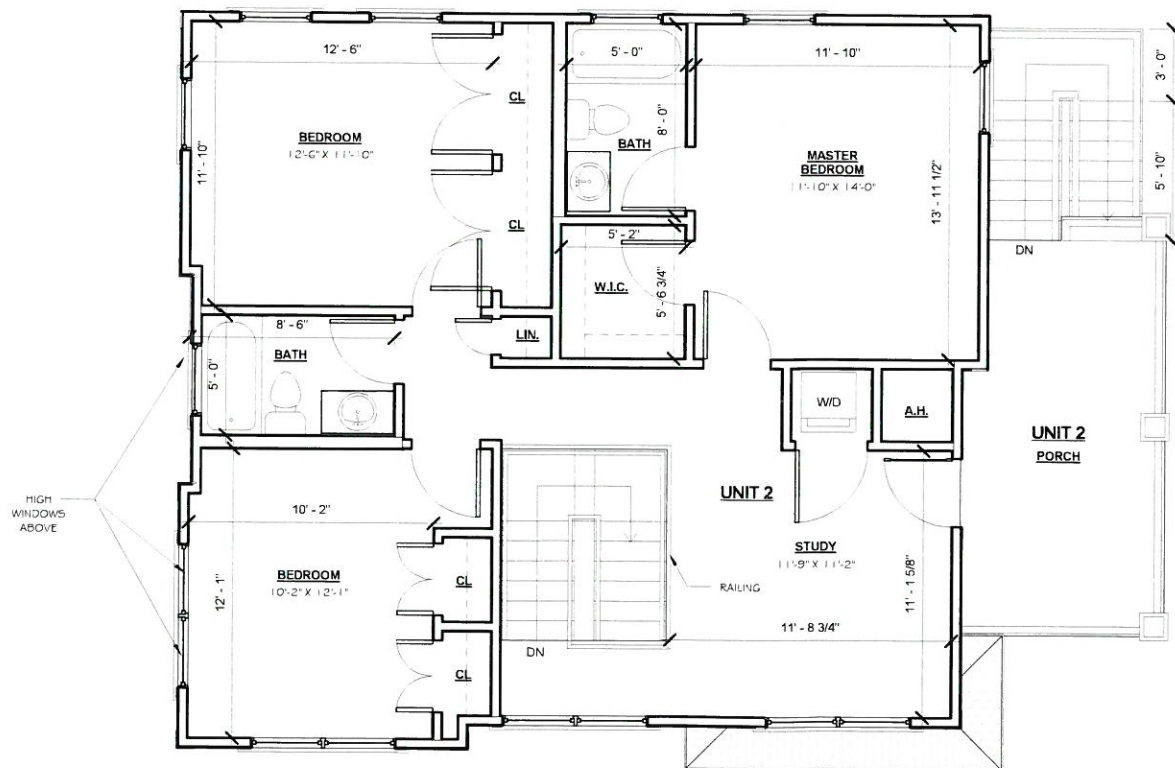 12' - 6"
5' - 0"
11' - 10"
3' - 0"
CL
BEDROOM
12'-6" X 11'-10"
11' - 10"
8' - 0"
BATH
MASTER
BEDROOM
11'-10" X 14'-0"
13' - 11 1/2"
5' - 10"
CL
5' - 2"
W.I.C.
5' - 6 3/4"
DN
8' - 6"
BATH
5' - 0"
LIN.
W/D
A.H.
UNIT 2
PORCH
HIGH
WINDOWS
ABOVE
10' - 2"
UNIT 2
STUDY
11'-9" X 11'-2"
11' - 1 5/8"
BEDROOM
10'-2" X 12'-1"
12' - 1"
CL
RAILING
11' - 8 3/4"
DN
CL